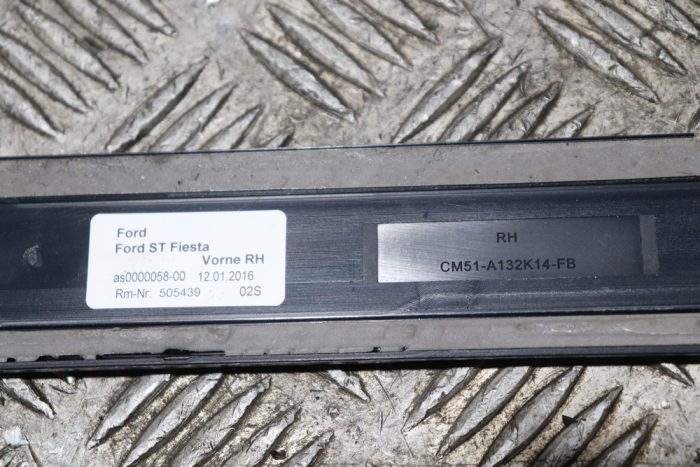 Ford
Ford ST Fiesta
Vorne RH
as0000058-00 12.01.2016
Rm-Nr: 505439 02S
RH
CM51-A132K14-FB